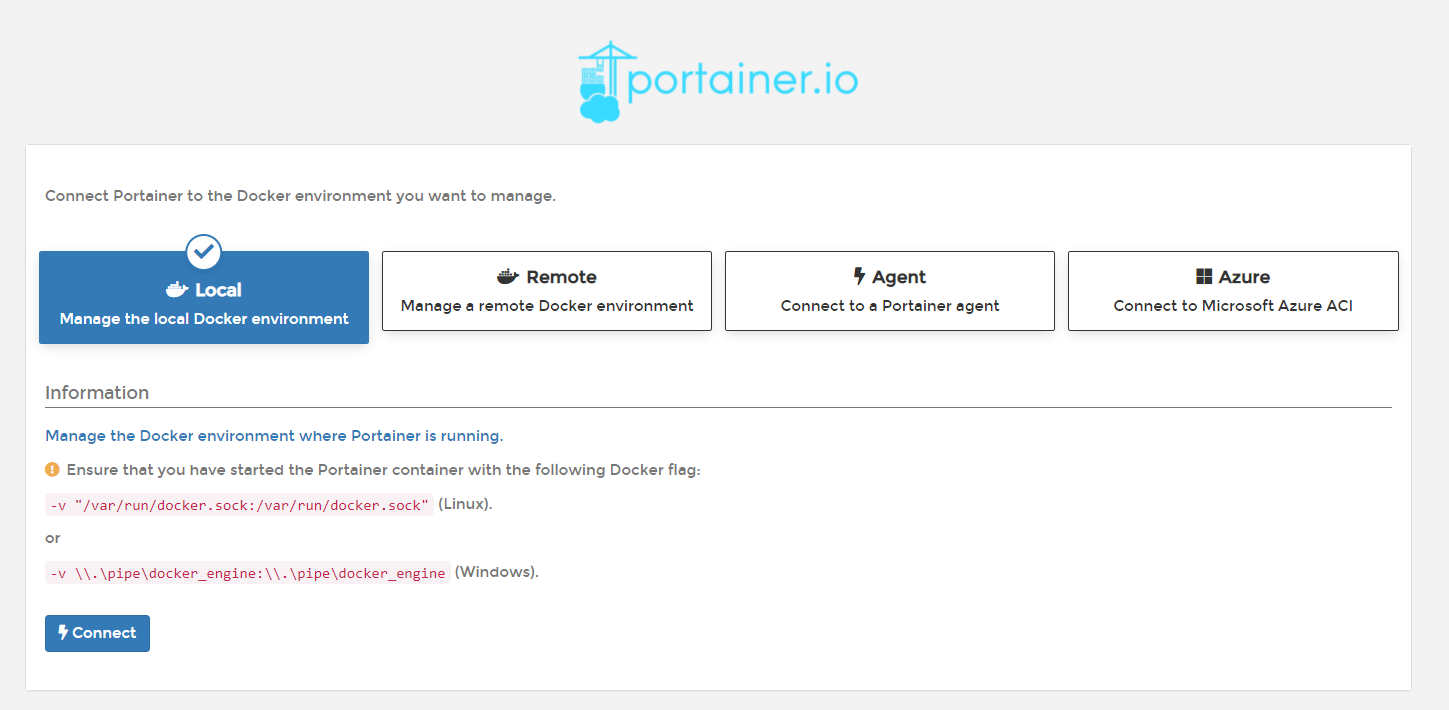 portainer.io
Connect Portainer to the Docker environment you want to manage.
Local
Manage the local Docker environment
Remote
Manage a remote Docker environment
Agent
Connect to a Portainer agent
Azure
Connect to Microsoft Azure ACI
Information
Manage the Docker environment where Portainer is running.
Ensure that you have started the Portainer container with the following Docker flag:
-v "/var/run/docker.sock:/var/run/docker.sock" (Linux).
or
-v \\.\pipe\docker_engine:\\.\pipe\docker_engine (Windows).
Connect